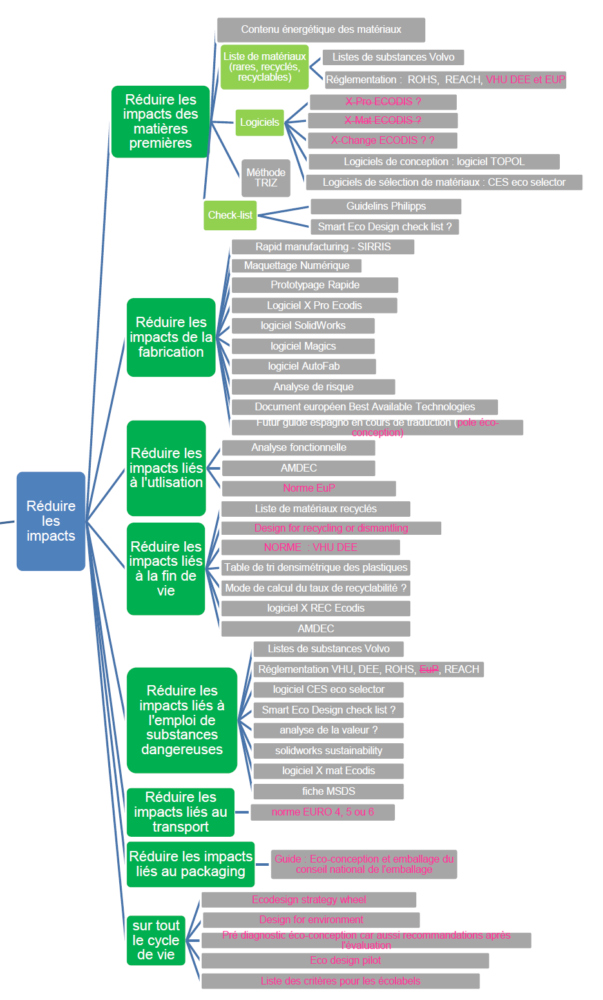 Contenu énergétique des matériaux
Liste de matériaux
(rares, recyclés,
recyclables)
Listes de substances Volvo
Réglementation :  ROHS,  REACH, VHU DEE et EUP
Réduire les
impacts des
matières
premières
Logiciels
X-Pro ECODIS ?
X-Mat ECODIS ?
X-Change ECODIS ? ?
Logiciels de conception : logiciel TOPOL
Logiciels de sélection de matériaux : CES eco selector
Méthode
TRIZ
Check-list
Guidelins Philipps
Smart Eco Design check list ?
Réduire les
impacts de la
fabrication
Rapid manufacturing - SIRRIS
Maquettage Numérique
Prototypage Rapide
Logiciel X Pro Ecodis
logiciel SolidWorks
logiciel Magics
logiciel AutoFab
Analyse de risque
Document européen Best Available Technologies
Futur guide espagno en cours de traduction (pole éco-
conception)
Réduire
les
impacts
Réduire les
impacts liés
à l'utlisation
Analyse fonctionnelle
AMDEC
Norme EuP
Réduire les
impacts liés
à la fin de
vie
Liste de matériaux recyclés
Design for recycling or dismantling
NORME  : VHU DEE
Table de tri densimétrique des plastiques
Mode de calcul du taux de recyclabilité ?
logiciel X REC Ecodis
AMDEC
Réduire les
impacts liés à
l'emploi de
substances
dangereuses
Listes de substances Volvo
Réglementation VHU, DEE, ROHS, EuP, REACH
logiciel CES eco selector
Smart Eco Design check list ?
analyse de la valeur ?
solidworks sustainability
logiciel X mat Ecodis
fiche MSDS
Réduire les
impacts liés au
transport
norme EURO 4, 5 ou 6
Réduire les impacts
liés au packaging
Guide : Eco-conception et emballage du
conseil national de l'emballage
sur tout
le cycle
de vie
Ecodesign strategy wheel
Design for environment
Pré diagnostic éco-conception car aussi recommandations après
l'évaluation
Eco design pilot
Liste des critères pour les écolabels